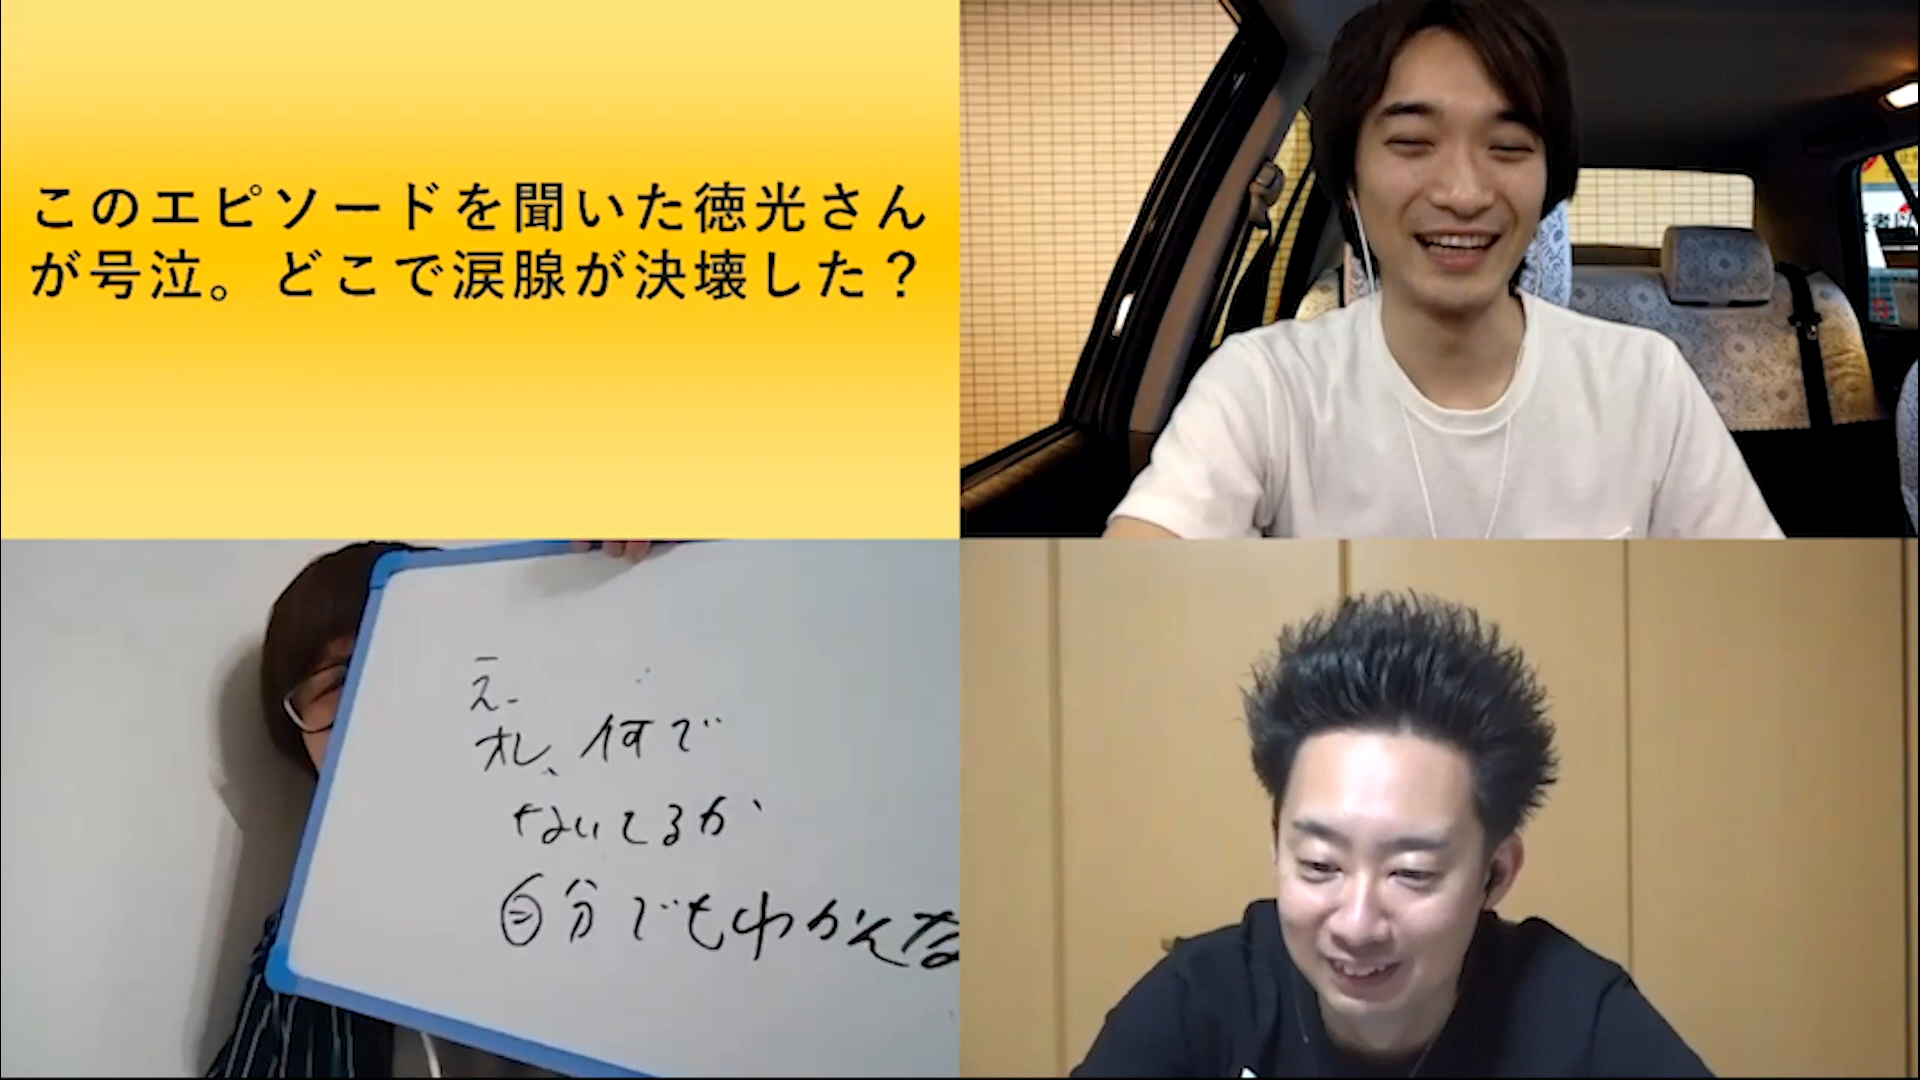 このエピソードを聞いた徳光さん
が号泣。どこで涙腺が決壊した?
え-
オレ、何で
ないてるか
自分でもわかんな